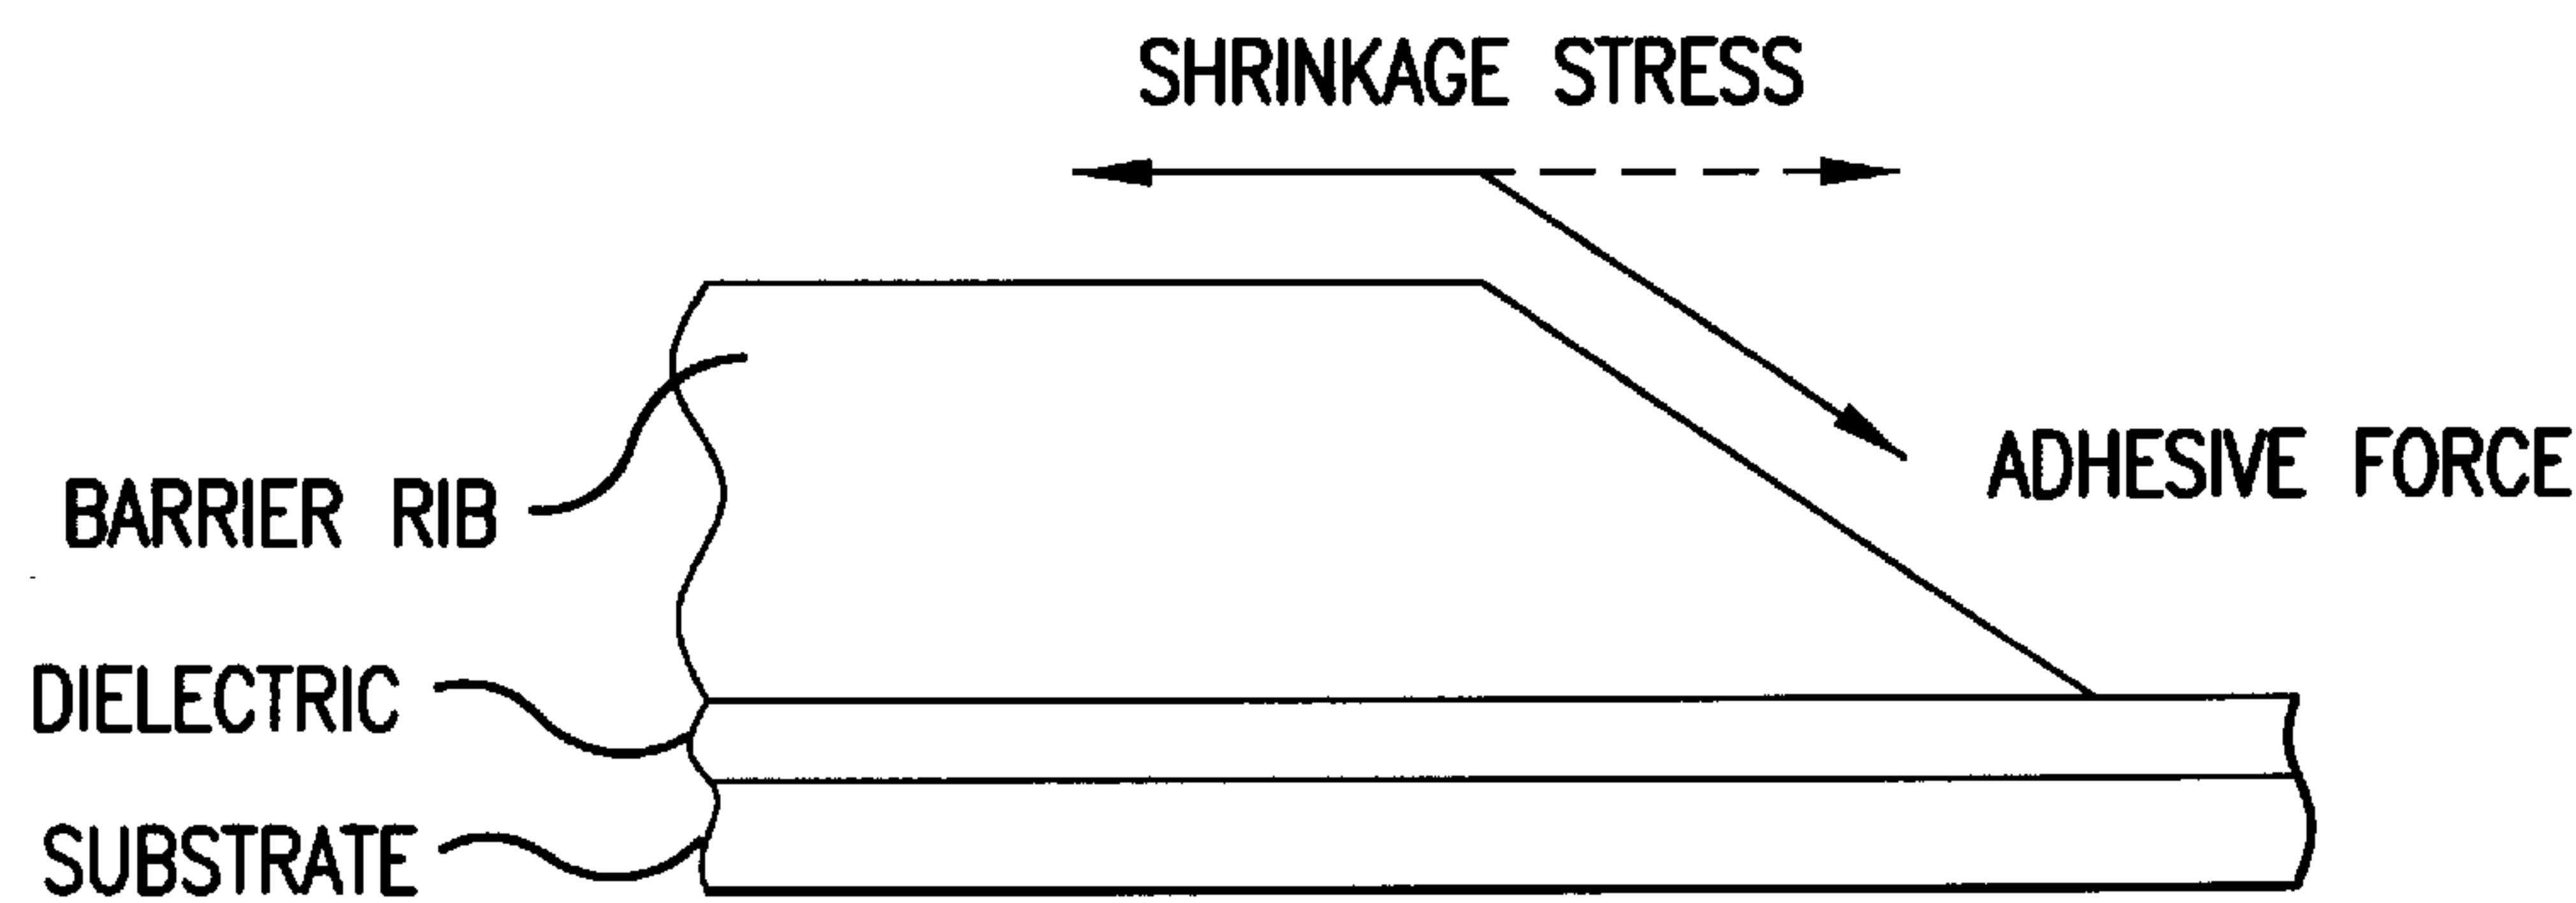 SHRINKAGE STRESS
ADHESIVE FORCE
BARRIER RIB
DIELECTRIC
SUBSTRATE